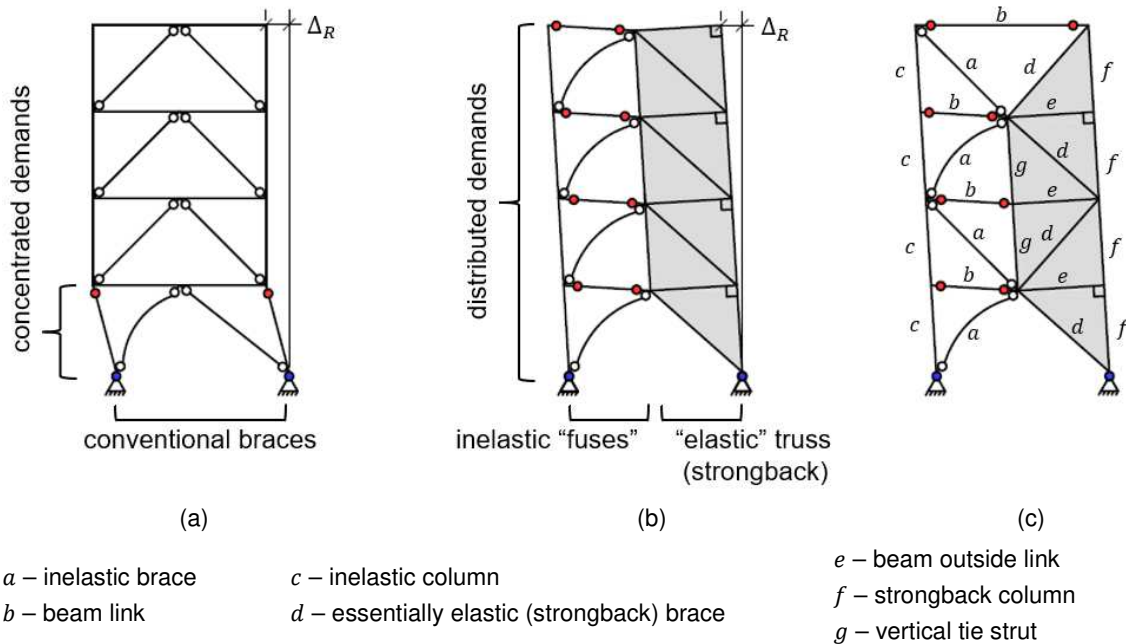 Δ_R
concentrated demands
conventional braces
(a)
Δ_R
distributed demands
inelastic “fuses”
“elastic” truss
(strongback)
(b)
b
c
a
d
f
b
e
c
a
g
d
f
b
e
c
a
g
d
f
b
e
c
a
d
f
(c)
a – inelastic brace
b – beam link
c – inelastic column
d – essentially elastic (strongback) brace
e – beam outside link
f – strongback column
g – vertical tie strut